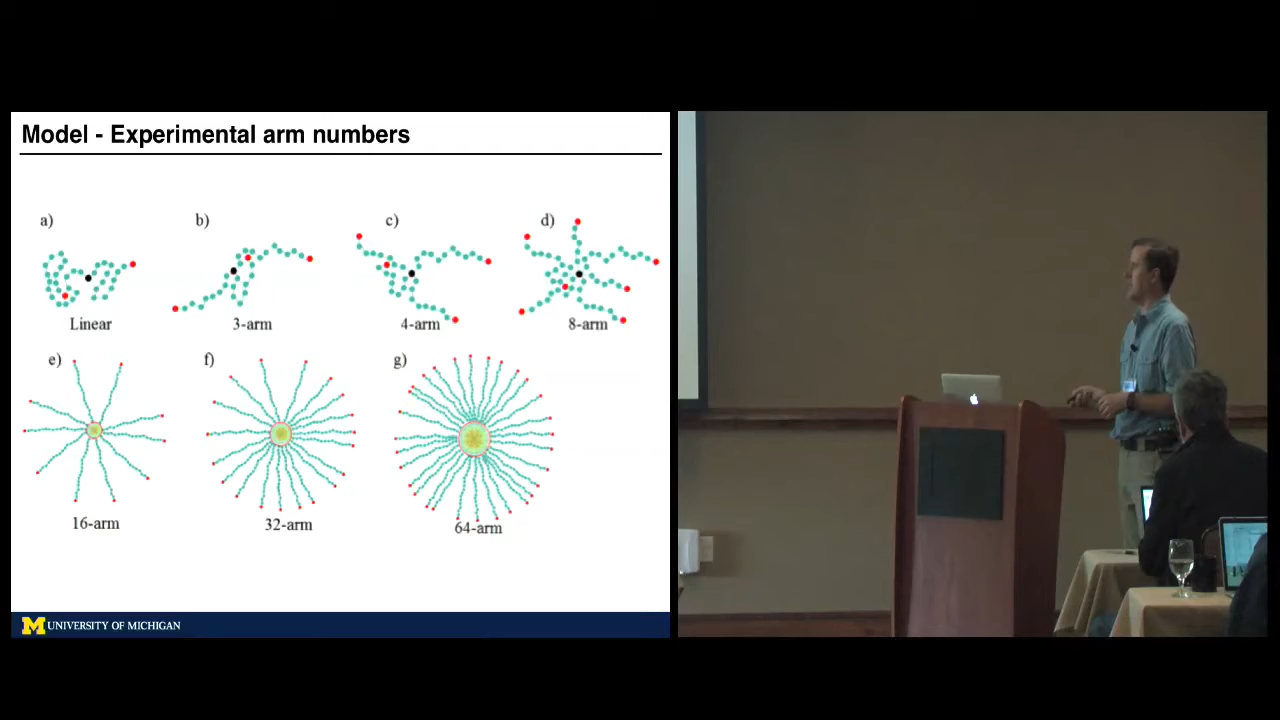 Model - Experimental arm numbers
a)
b)
c)
d)
Linear
3-arm
4-arm
8-arm
e)
f)
g)
16-arm
32-arm
64-arm
M UNIVERSITY OF MICHIGAN